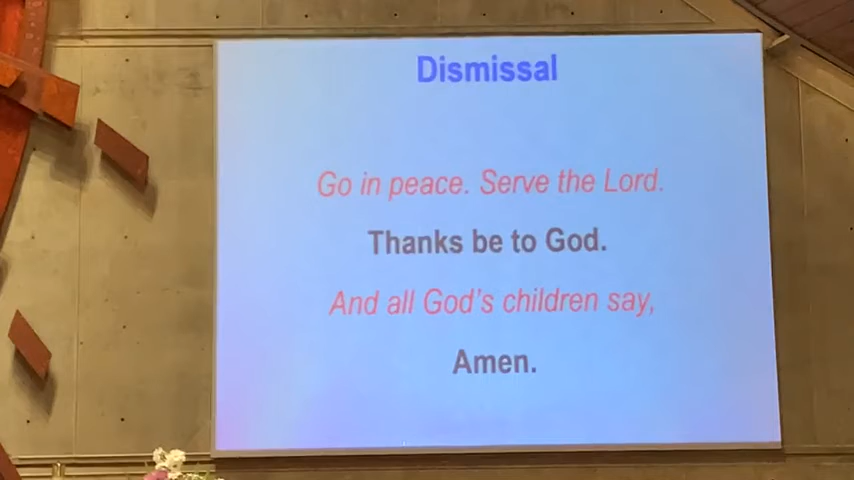 Dismissal
Go in peace. Serve the Lord.
Thanks be to God.
And all God's children say,
Amen.